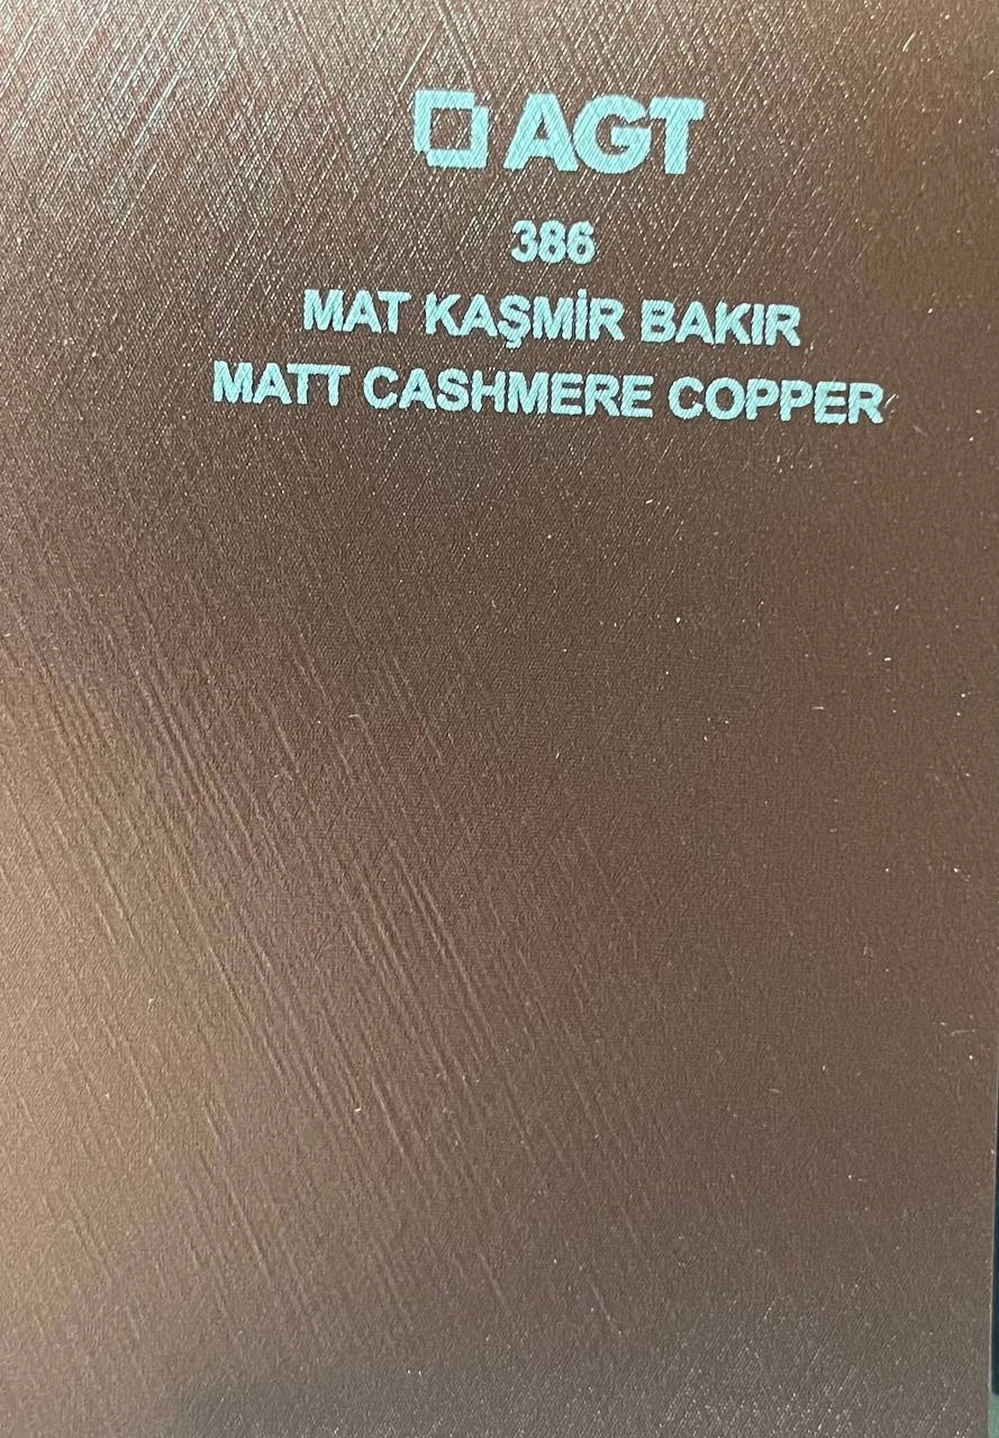 AGT
386
MAT KAŞMİR BAKIR
MATT CASHMERE COPPER